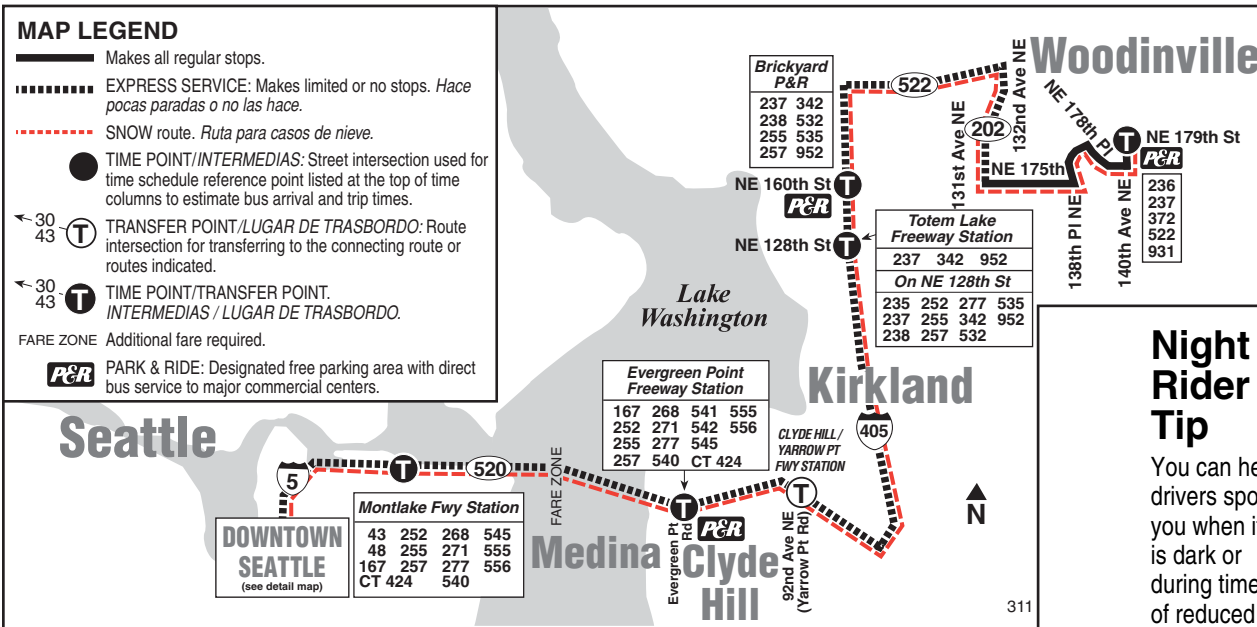 MAP LEGEND
Makes all regular stops.
EXPRESS SERVICE: Makes limited or no stops. Hace
pocas paradas o no las hace.
SNOW route. Ruta para casos de nieve.
TIME POINT/INTERMEDIAS: Street intersection used for
time schedule reference point listed at the top of time
columns to estimate bus arrival and trip times.
30
43
T
TRANSFER POINT/LUGAR DE TRASBORDO: Route
intersection for transferring to the connecting route or
routes indicated.
30
43
T
TIME POINT/TRANSFER POINT.
INTERMEDIAS / LUGAR DE TRASBORDO.
FARE ZONE Additional fare required.
P&R
PARK & RIDE: Designated free parking area with direct
bus service to major commercial centers.
Woodinville
Brickyard
P&R
237 342
238 532
255 535
257 952
522
132nd Ave NE
202
131st Ave NE
NE 175th
NE 178th Pl
T
NE 179th St
P&R
236
237
372
522
931
138th Pl NE
140th Ave NE
NE 160th St
T
P&R
NE 128th St
T
Totem Lake
Freeway Station
237 342 952
On NE 128th St
235 252 277 535
237 255 342 952
238 257 532
Lake
Washington
Kirkland
405
Evergreen Point
Freeway Station
167 268 541 555
252 271 542 556
255 277 545
257 540 CT 424
CLYDE HILL/
YARROW PT
FWY STATION
T
Seattle
5
T
520
FARE ZONE
DOWNTOWN
SEATTLE
(see detail map)
Montlake Fwy Station
43 252 268 545
48 255 271 555
167 257 277 556
CT 424 540
Medina
T
P&R
Evergreen Pt
Rd
Clyde
Hill
92nd Ave NE
(Yarrow Pt Rd)
N
311
Night
Rider
Tip
You can he
drivers spo
you when i
is dark or
during time
of reduced